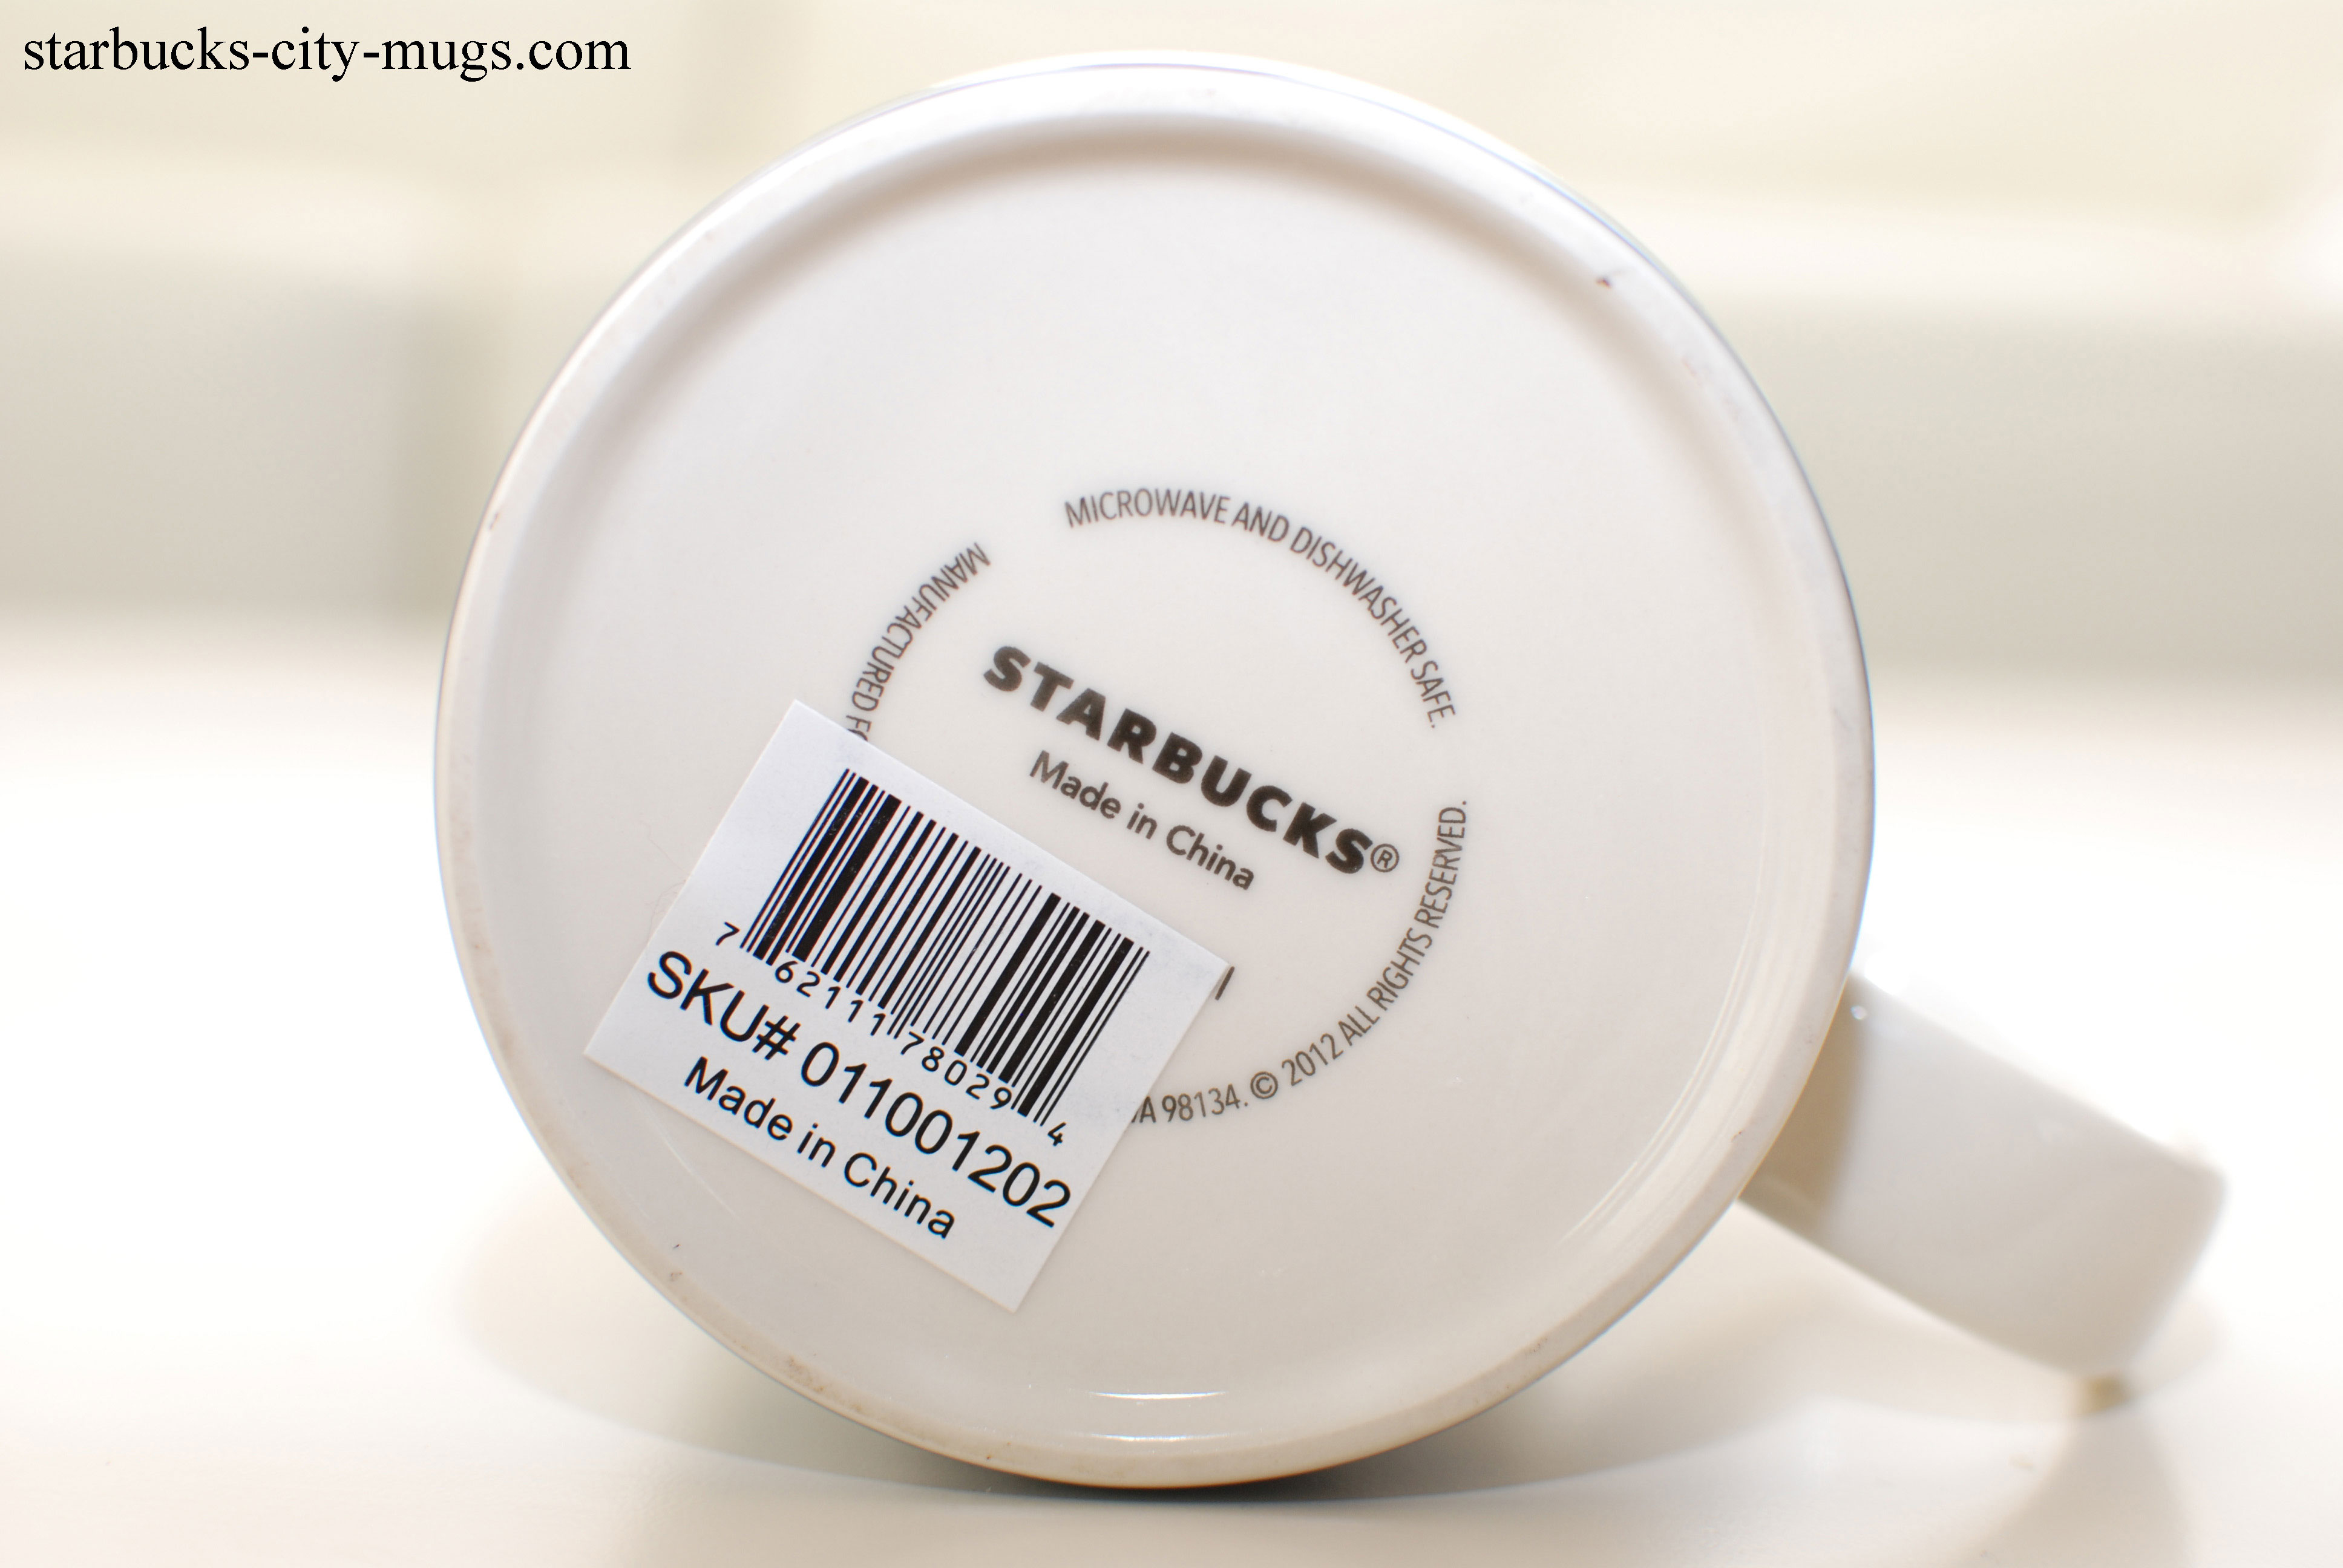 starbucks-city-mugs.com
MICROWAVE AND DISHWASHER SAFE.
MANUFACTURED
98134. © 2012 ALL RIGHTS RESERVED.
STARBUCKS®
Made in China
7 62111 78029 4
SKU# 011001202
Made in China